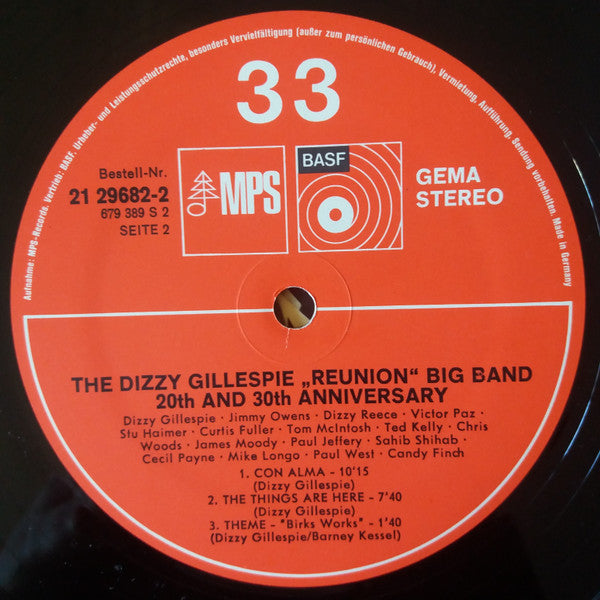 Aufnahme: MPS-Records. Vertrieb: BASF. Urheber- und Leistungsschutzrechte, besonders Vervielfältigung (außer zum persönlichen Gebrauch), Vermietung, Aufführung, Sendung vorbehalten. Made in Germany
33
Bestell-Nr.
21 29682-2
679 389 S 2
SEITE 2
MPS
BASF
GEMA
STEREO
THE DIZZY GILLESPIE „REUNION“ BIG BAND
20th AND 30th ANNIVERSARY
Dizzy Gillespie · Jimmy Owens · Dizzy Reece · Victor Paz ·
Stu Haimer · Curtis Fuller · Tom McIntosh · Ted Kelly · Chris
Woods · James Moody · Paul Jeffery · Sahib Shihab ·
Cecil Payne · Mike Longo · Paul West · Candy Finch
1. CON ALMA - 10'15
(Dizzy Gillespie)
2. THE THINGS ARE HERE - 7'40
(Dizzy Gillespie)
3. THEME - "Birks Works" - 1'40
(Dizzy Gillespie/Barney Kessel)